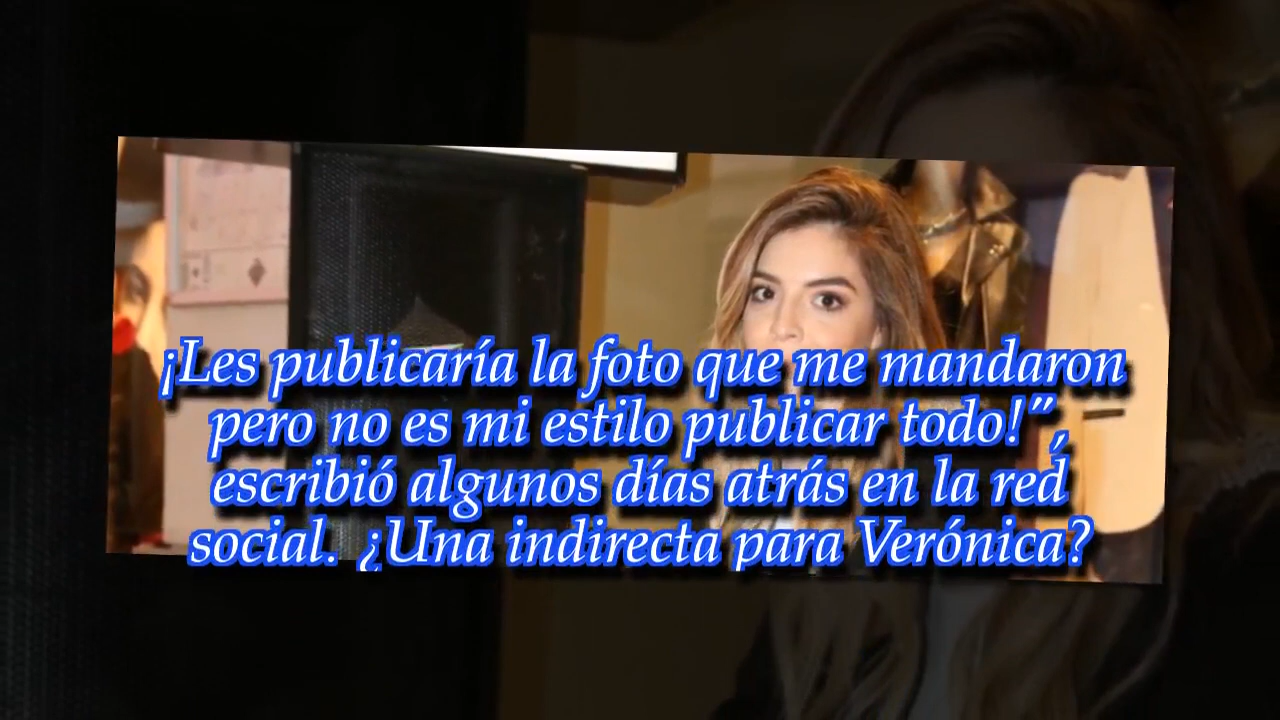 ¡Les publicaría la foto que me mandaron
pero no es mi estilo publicar todo!”,
escribió algunos días atrás en la red
social. ¿Una indirecta para Verónica?